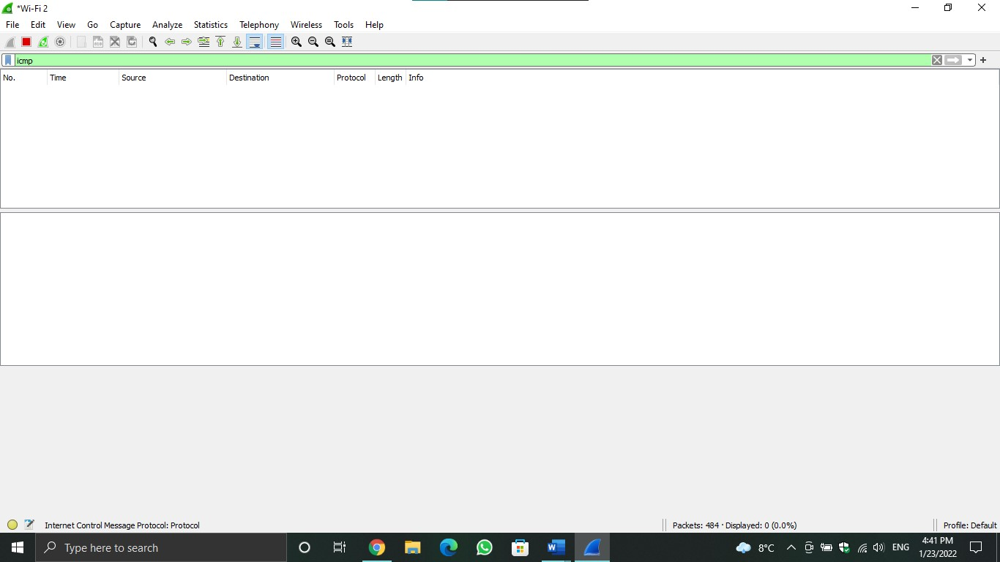 *Wi-Fi 2
File Edit View Go Capture Analyze Statistics Telephony Wireless Tools Help
icmp
No. Time Source Destination Protocol Length Info
Internet Control Message Protocol: Protocol
Packets: 484 · Displayed: 0 (0.0%)
Profile: Default
Type here to search
8°C
ENG
4:41 PM
1/23/2022